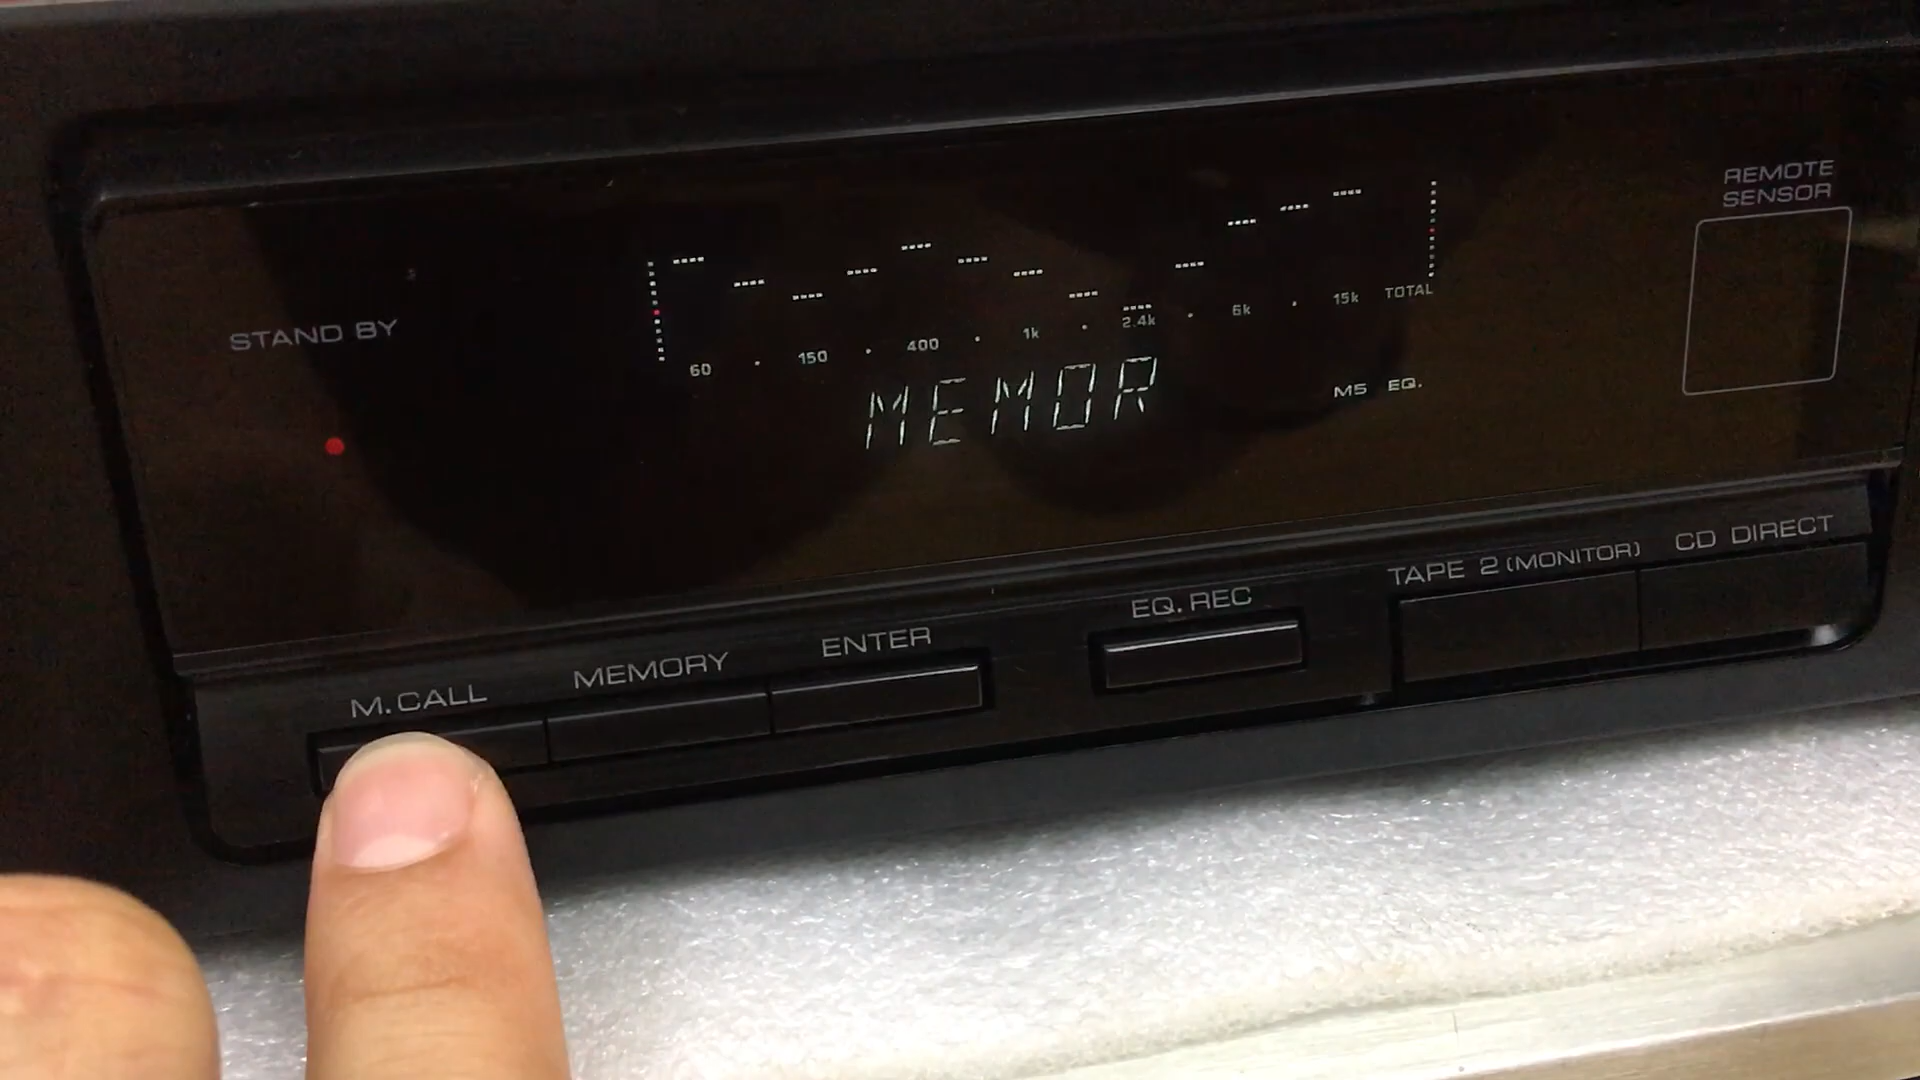 REMOTE
SENSOR
STAND BY
60 . 150 . 400 . 1k . 2.4k . 6k . 15k TOTAL
MEMOR
M5 EQ.
M.CALL MEMORY ENTER EQ.REC TAPE 2 (MONITOR) CD DIRECT